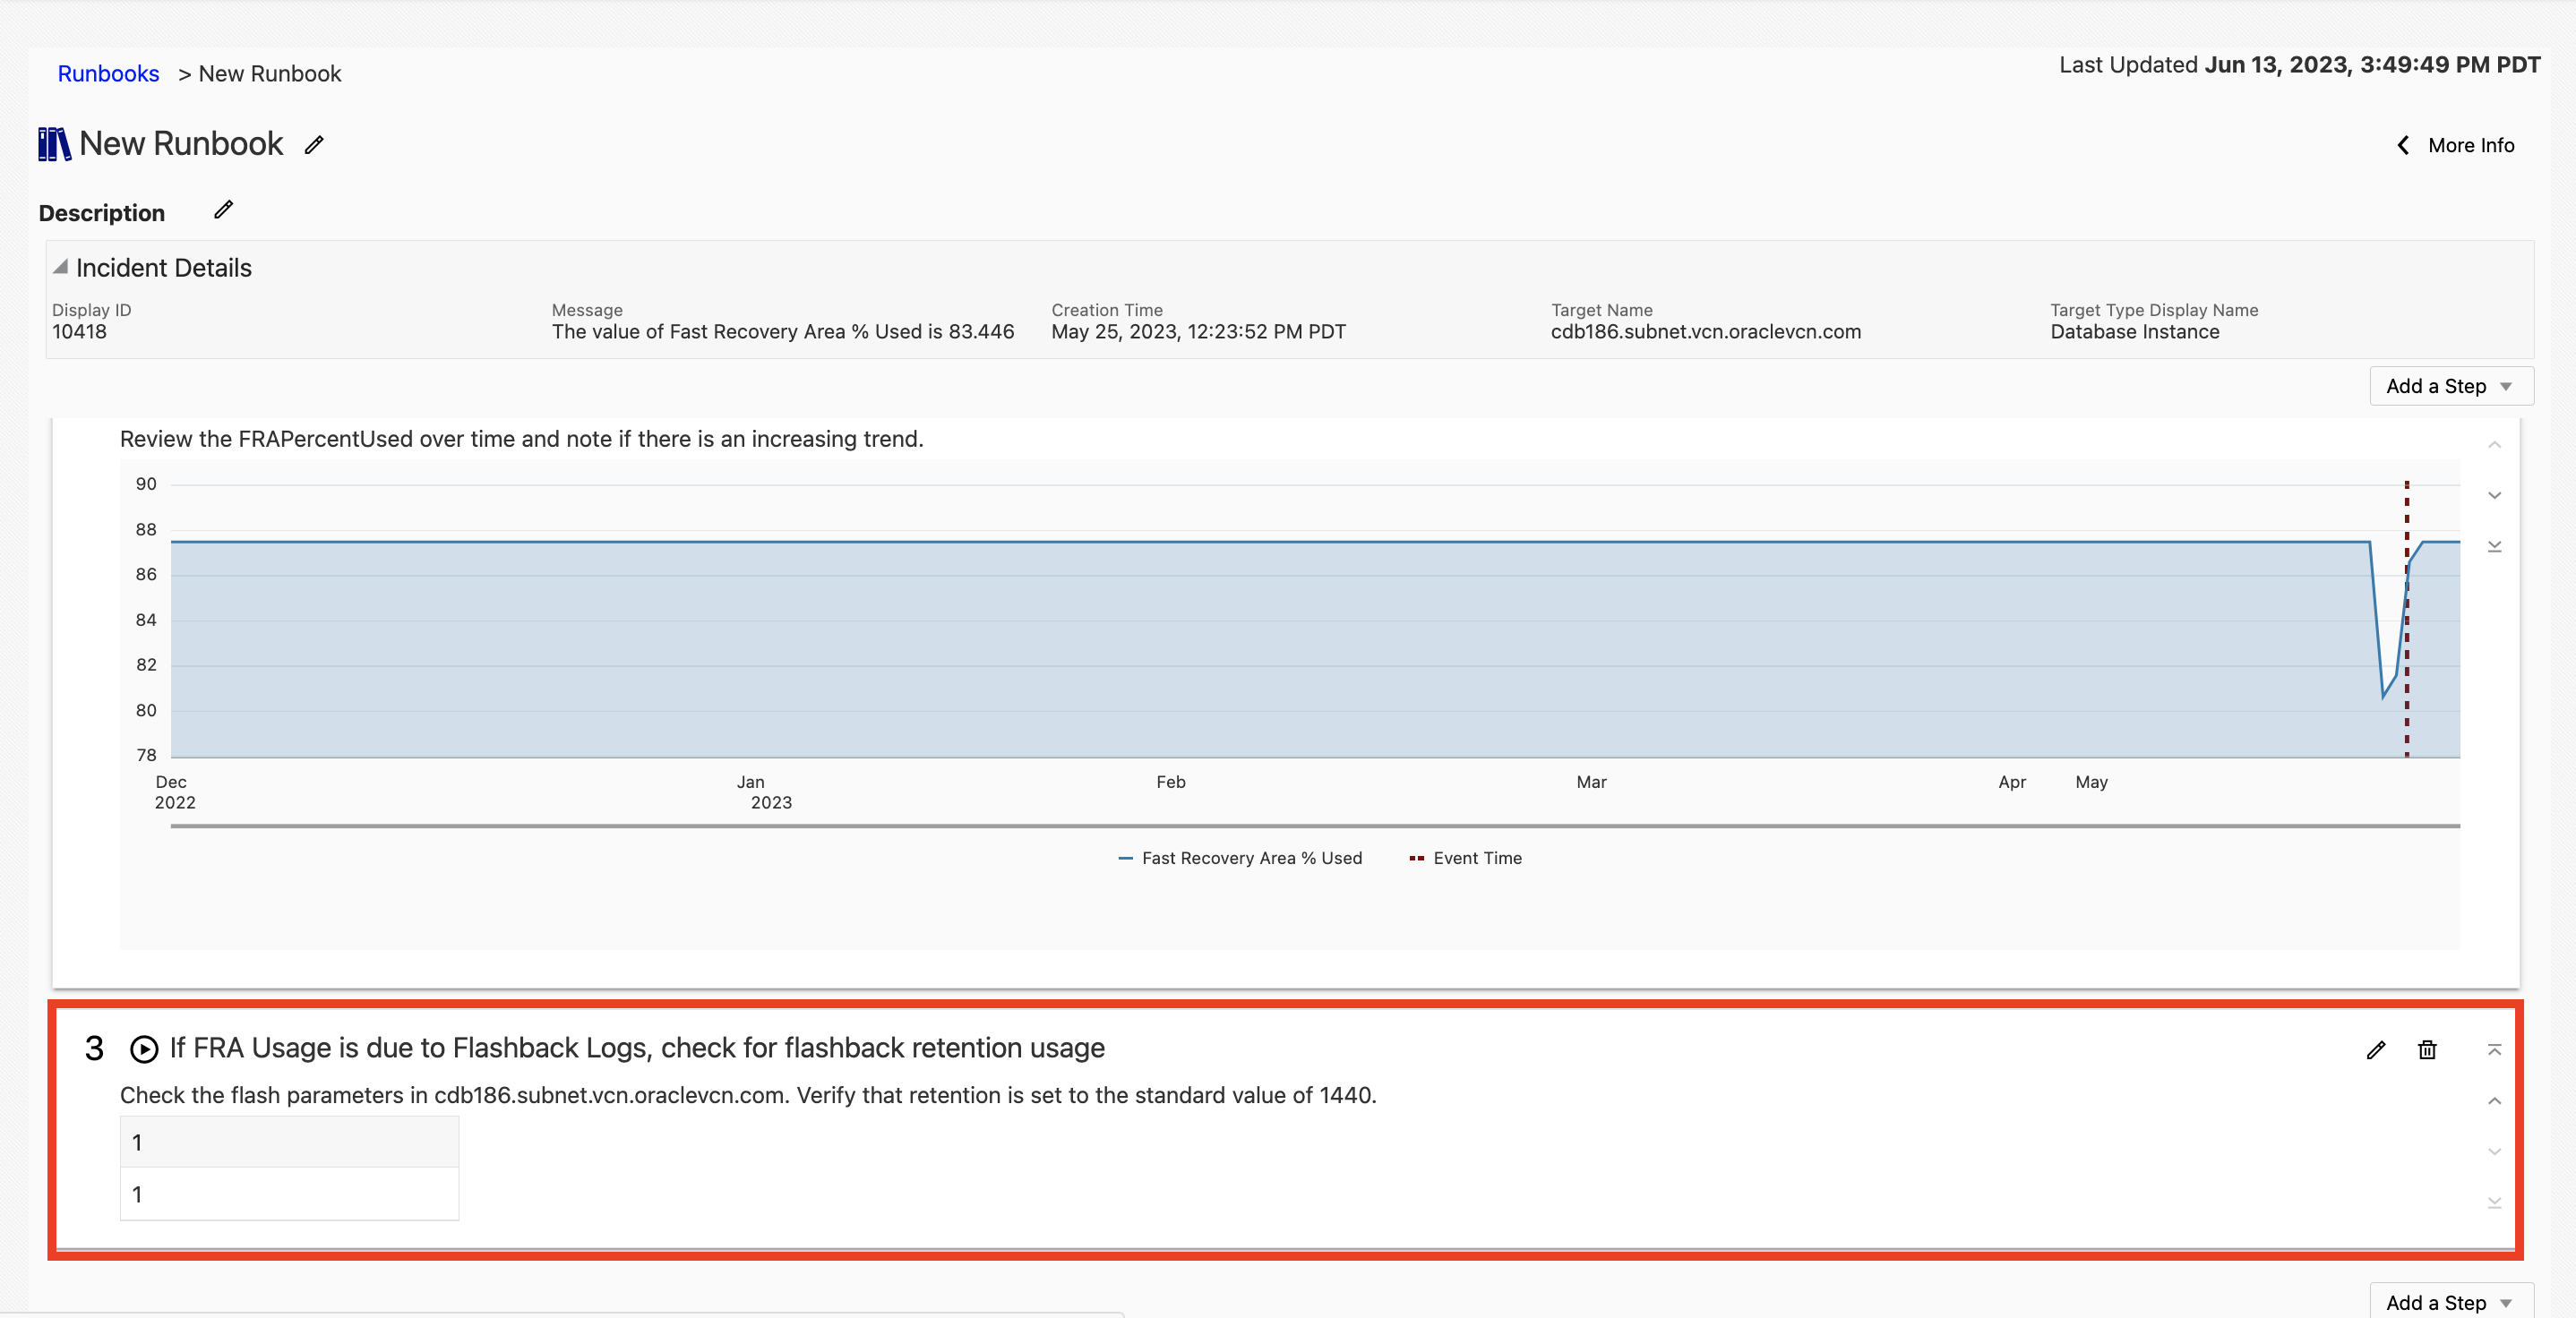 Runbooks > New Runbook
Last Updated Jun 13, 2023, 3:49:49 PM PDT
New Runbook
More Info
Description
Incident Details
Display ID
10418
Message
The value of Fast Recovery Area % Used is 83.446
Creation Time
May 25, 2023, 12:23:52 PM PDT
Target Name
cdb186.subnet.vcn.oraclevcn.com
Target Type Display Name
Database Instance
Add a Step
Review the FRAPercentUsed over time and note if there is an increasing trend.
90
88
86
84
82
80
78
Dec Jan Feb Mar Apr May
2022 2023
Fast Recovery Area % Used Event Time
3 If FRA Usage is due to Flashback Logs, check for flashback retention usage
Check the flash parameters in cdb186.subnet.vcn.oraclevcn.com. Verify that retention is set to the standard value of 1440.
1
1
Add a Step